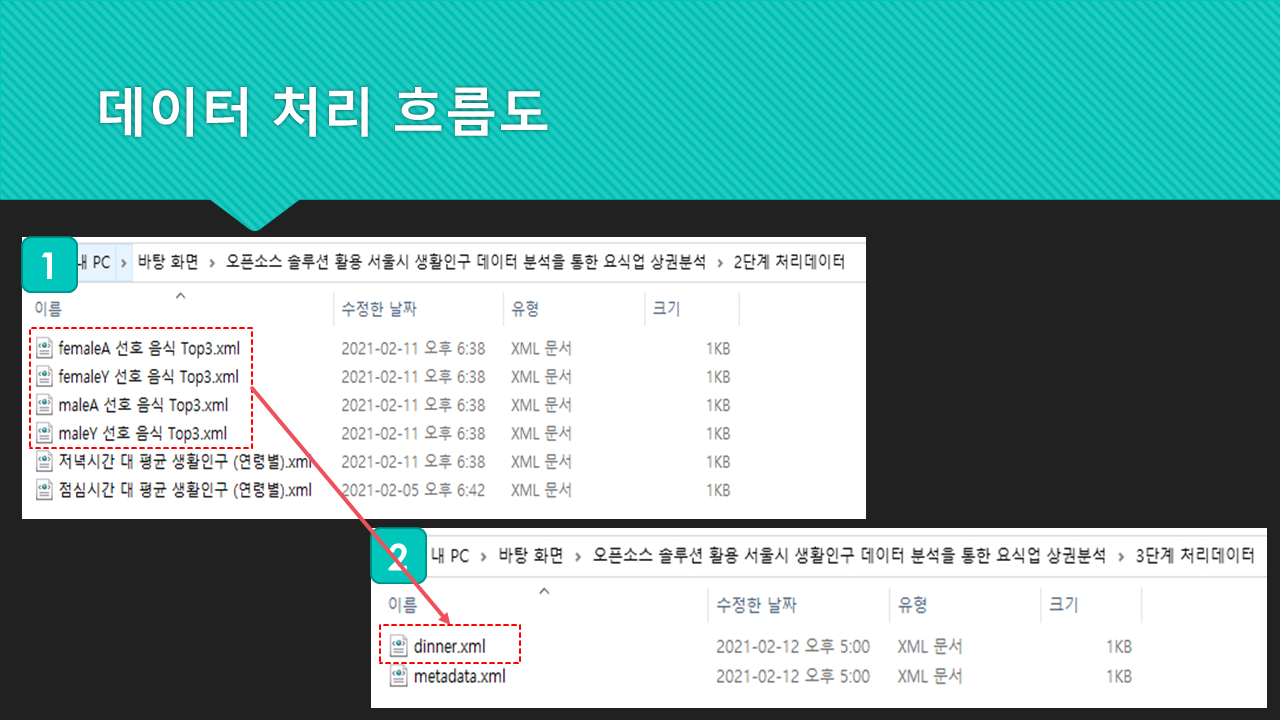 데이터 처리 흐름도
1
내 PC › 바탕 화면 › 오픈소스 솔루션 활용 서울시 생활인구 데이터 분석을 통한 요식업 상권분석 › 2단계 처리데이터
이름 수정한 날짜 유형 크기
femaleA 선호 음식 Top3.xml 2021-02-11 오후 6:38 XML 문서 1KB
femaleY 선호 음식 Top3.xml 2021-02-11 오후 6:38 XML 문서 1KB
maleA 선호 음식 Top3.xml 2021-02-11 오후 6:38 XML 문서 1KB
maleY 선호 음식 Top3.xml 2021-02-11 오후 6:38 XML 문서 1KB
저녁시간 대 평균 생활인구 (연령별).xml 2021-02-11 오후 6:38 XML 문서 1KB
점심시간 대 평균 생활인구 (연령별).xml 2021-02-05 오후 6:42 XML 문서 1KB
2
내 PC › 바탕 화면 › 오픈소스 솔루션 활용 서울시 생활인구 데이터 분석을 통한 요식업 상권분석 › 3단계 처리데이터
이름 수정한 날짜 유형 크기
dinner.xml 2021-02-12 오후 5:00 XML 문서 1KB
metadata.xml 2021-02-12 오후 5:00 XML 문서 1KB